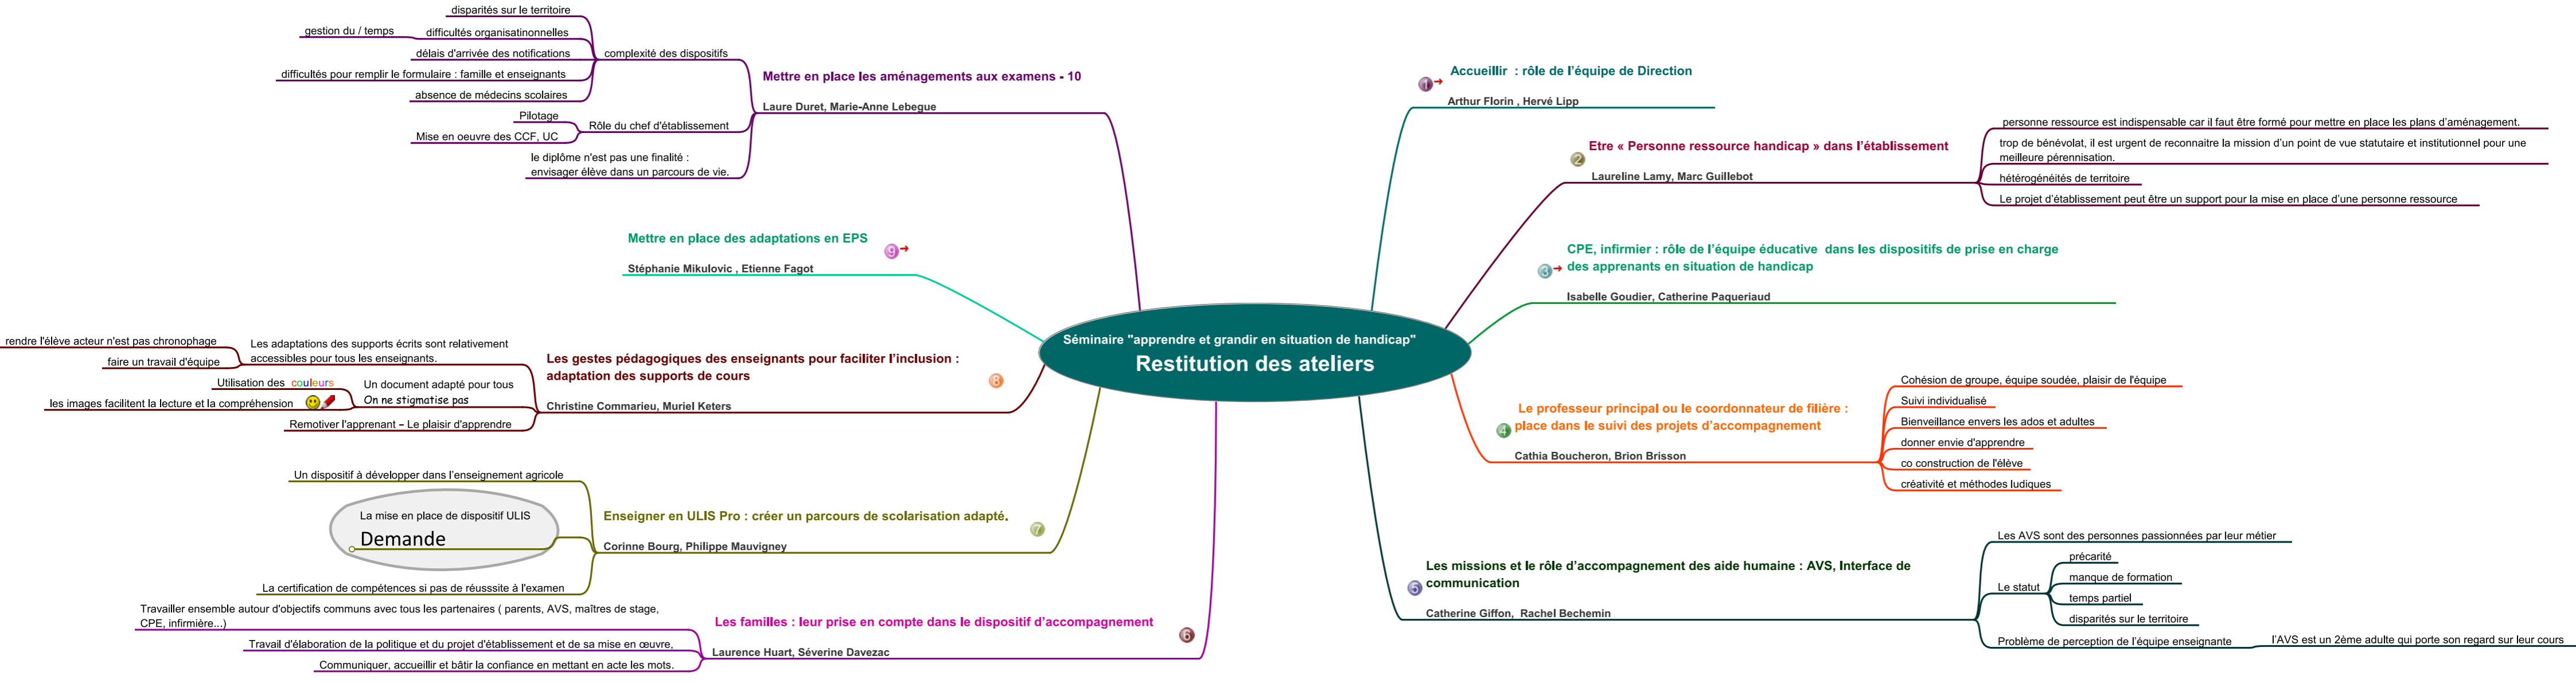 Séminaire "apprendre et grandir en situation de handicap"
Restitution des ateliers
1
Accueillir : rôle de l'équipe de Direction
Arthur Florin , Hervé Lipp
2
Etre « Personne ressource handicap » dans l'établissement
Laureline Lamy, Marc Guillebot
personne ressource est indispensable car il faut être formé pour mettre en place les plans d'aménagement.
trop de bénévolat, il est urgent de reconnaitre la mission d'un point de vue statutaire et institutionnel pour une
meilleure pérennisation.
hétérogénéités de territoire
Le projet d'établissement peut être un support pour la mise en place d'une personne ressource
3
CPE, infirmier : rôle de l'équipe éducative dans les dispositifs de prise en charge
des apprenants en situation de handicap
Isabelle Goudier, Catherine Paqueriaud
4
Le professeur principal ou le coordonnateur de filière :
place dans le suivi des projets d'accompagnement
Cathia Boucheron, Brion Brisson
Cohésion de groupe, équipe soudée, plaisir de l'équipe
Suivi individualisé
Bienveillance envers les ados et adultes
donner envie d'apprendre
co construction de l'élève
créativité et méthodes ludiques
5
Les missions et le rôle d'accompagnement des aide humaine : AVS, Interface de
communication
Catherine Giffon, Rachel Bechemin
Les AVS sont des personnes passionnées par leur métier
Le statut
précarité
manque de formation
temps partiel
disparités sur le territoire
Problème de perception de l'équipe enseignante
l'AVS est un 2ème adulte qui porte son regard sur leur cours
6
Les familles : leur prise en compte dans le dispositif d'accompagnement
Laurence Huart, Séverine Davezac
Travailler ensemble autour d'objectifs communs avec tous les partenaires ( parents, AVS, maîtres de stage,
CPE, infirmière...)
Travail d'élaboration de la politique et du projet d'établissement et de sa mise en œuvre,
Communiquer, accueillir et bâtir la confiance en mettant en acte les mots.
7
Enseigner en ULIS Pro : créer un parcours de scolarisation adapté.
Corinne Bourg, Philippe Mauvigney
Un dispositif à développer dans l'enseignement agricole
La mise en place de dispositif ULIS
Demande
La certification de compétences si pas de réusssite à l'examen
8
Les gestes pédagogiques des enseignants pour faciliter l'inclusion :
adaptation des supports de cours
Christine Commarieu, Muriel Keters
Les adaptations des supports écrits sont relativement
accessibles pour tous les enseignants.
rendre l'élève acteur n'est pas chronophage
faire un travail d'équipe
Un document adapté pour tous
On ne stigmatise pas
Utilisation des couleurs
les images facilitent la lecture et la compréhension
Remotiver l'apprenant – Le plaisir d'apprendre
9
Mettre en place des adaptations en EPS
Stéphanie Mikulovic , Etienne Fagot
Mettre en place les aménagements aux examens - 10
Laure Duret, Marie-Anne Lebegue
complexité des dispositifs
disparités sur le territoire
difficultés organisatinonnelles
gestion du / temps
délais d'arrivée des notifications
difficultés pour remplir le formulaire : famille et enseignants
absence de médecins scolaires
Rôle du chef d'établissement
Pilotage
Mise en oeuvre des CCF, UC
le diplôme n'est pas une finalité :
envisager élève dans un parcours de vie.